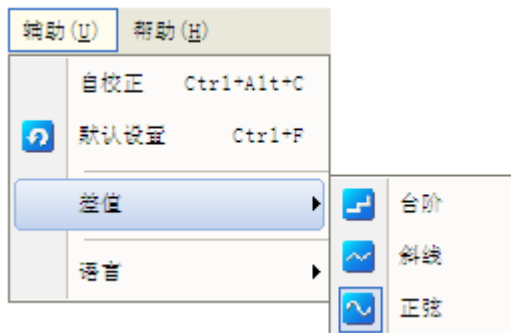 辅助(U) 帮助(H)
自校正 Ctrl+Alt+C
默认设置 Ctrl+F
差值
台阶
斜线
语言
正弦